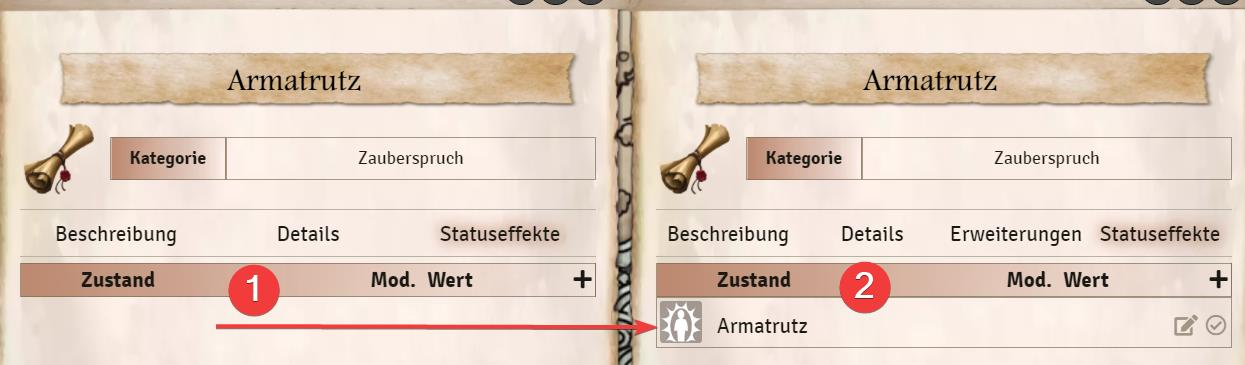 Armatrutz
Kategorie Zauberspruch
Beschreibung Details Statuseffekte
Zustand Mod. Wert
1
Armatrutz
Kategorie Zauberspruch
Beschreibung Details Erweiterungen Statuseffekte
Zustand Mod. Wert
2
Armatrutz